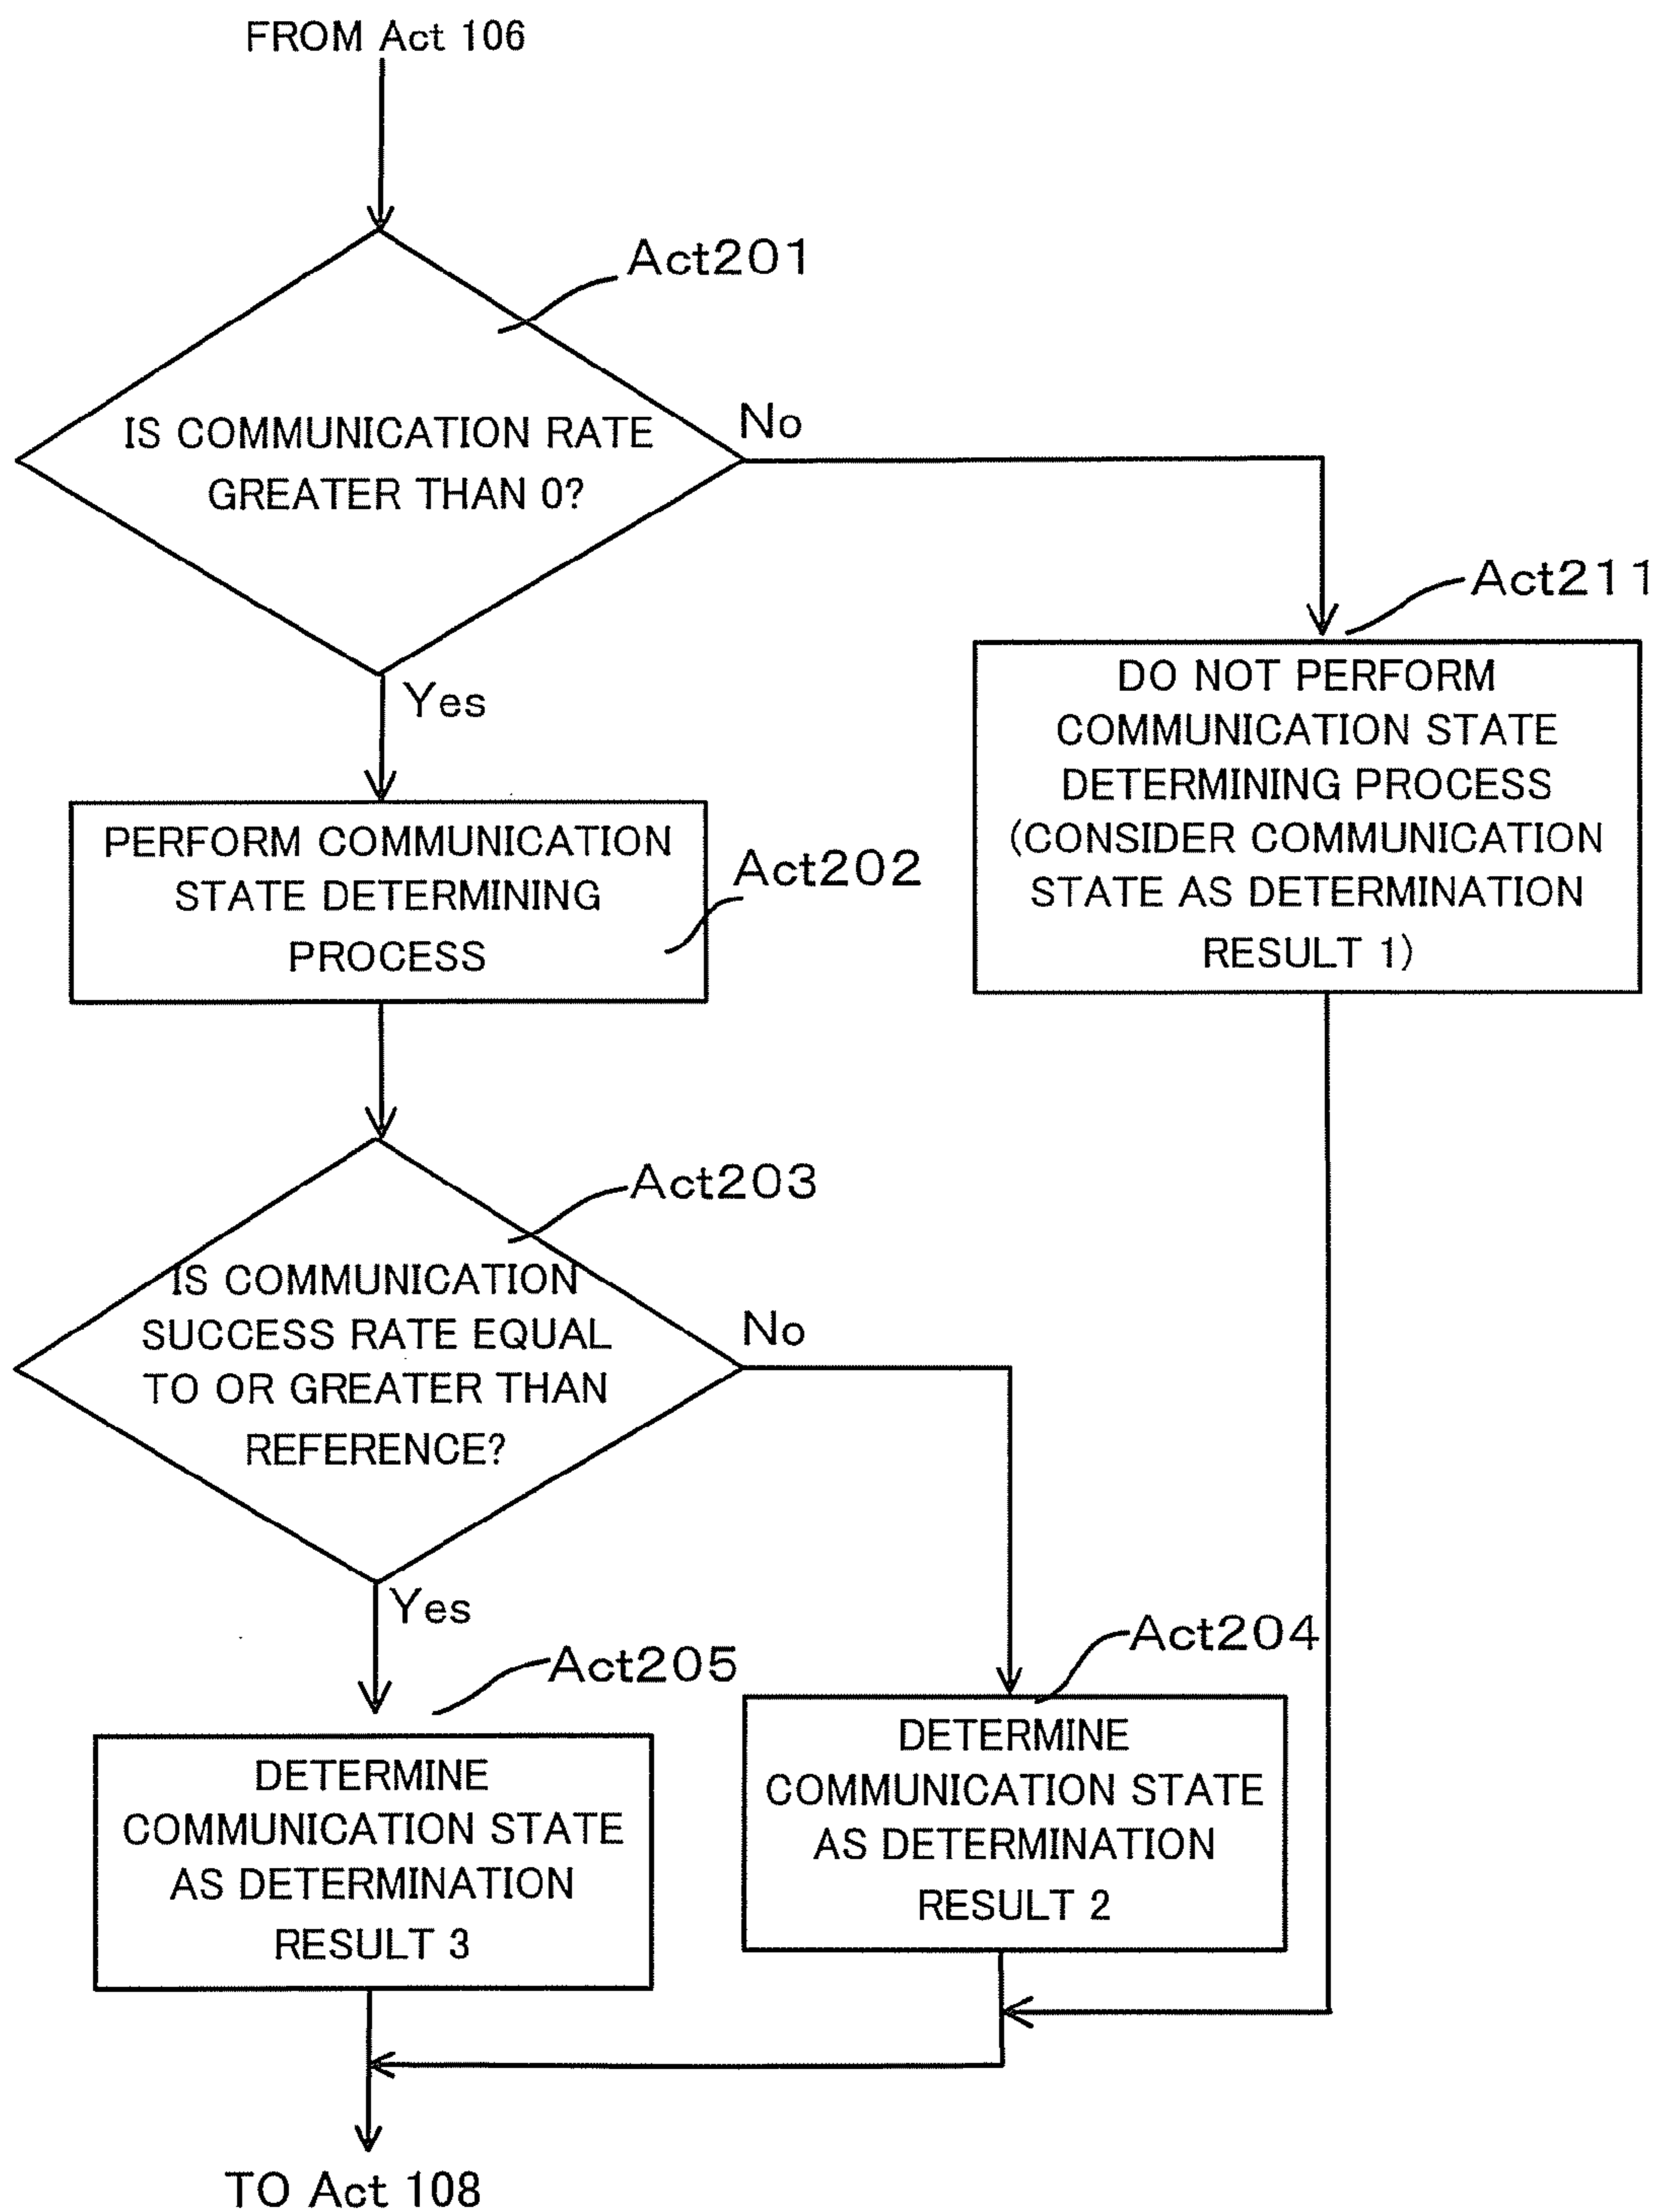 FROM Act 106
Act201
IS COMMUNICATION RATE
GREATER THAN 0?
No
Yes
Act211
DO NOT PERFORM
COMMUNICATION STATE
DETERMINING PROCESS
(CONSIDER COMMUNICATION
STATE AS DETERMINATION
RESULT 1)
PERFORM COMMUNICATION
STATE DETERMINING
PROCESS
Act202
Act203
IS COMMUNICATION
SUCCESS RATE EQUAL
TO OR GREATER THAN
REFERENCE?
No
Yes
Act205
DETERMINE
COMMUNICATION STATE
AS DETERMINATION
RESULT 3
Act204
DETERMINE
COMMUNICATION STATE
AS DETERMINATION
RESULT 2
TO Act 108